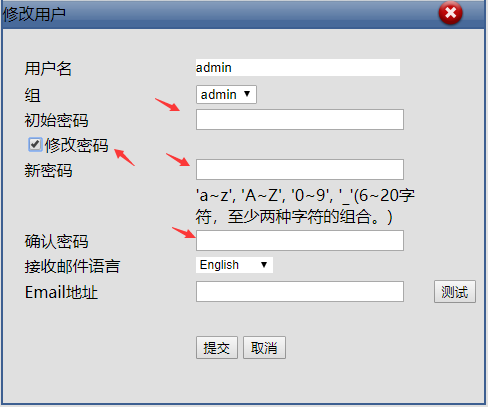 修改用户
用户名 admin
组 admin
初始密码
修改密码
新密码
'a~z', 'A~Z', '0~9', '_'(6~20字
符，至少两种字符的组合。)
确认密码
接收邮件语言 English
Email地址 测试
提交 取消